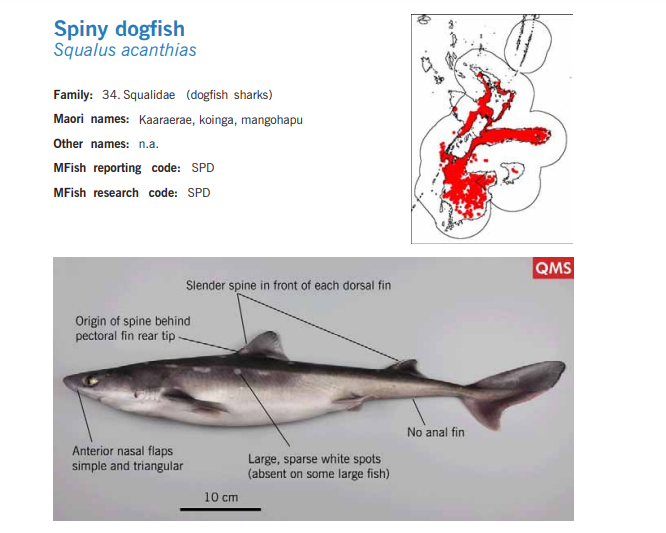 Spiny dogfish
Squalus acanthias
Family: 34. Squalidae (dogfish sharks)
Maori names: Kaararerae, koinga, mangohapu
Other names: n.a.
MFish reporting code: SPD
MFish research code: SPD
QMS
Slender spine in front of each dorsal fin
Origin of spine behind
pectoral fin rear tip
No anal fin
Anterior nasal flaps
simple and triangular
Large, sparse white spots
(absent on some large fish)
10 cm